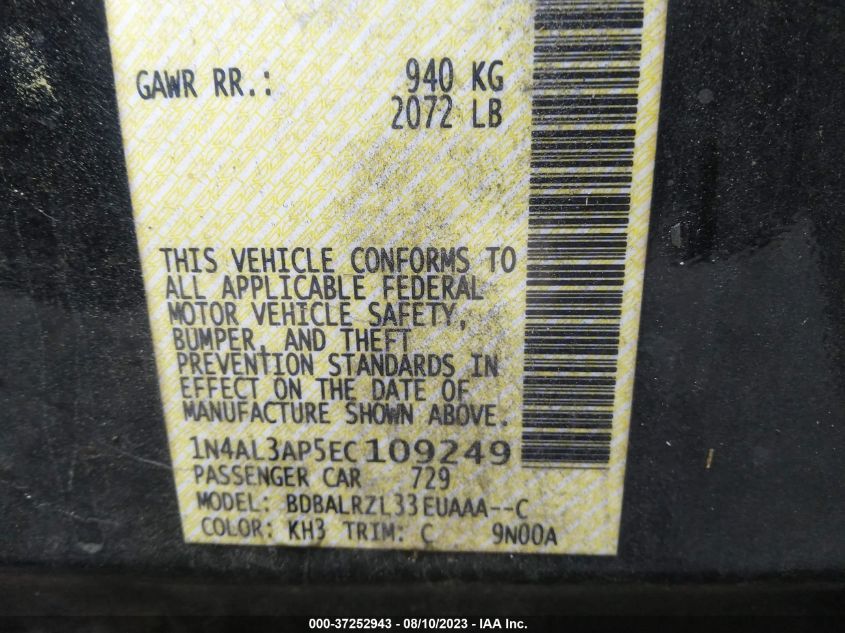 GAWR RR.: 940 KG
2072 LB
THIS VEHICLE CONFORMS TO
ALL APPLICABLE FEDERAL
MOTOR VEHICLE SAFETY,
BUMPER, AND THEFT
PREVENTION STANDARDS IN
EFFECT ON THE DATE OF
MANUFACTURE SHOWN ABOVE.
1N4AL3AP5EC109249
PASSENGER CAR 729
MODEL: BDBALRZL33EUAAA--C
COLOR: KH3 TRIM: C 9N00A
000-37252943 - 08/10/2023 - IAA Inc.